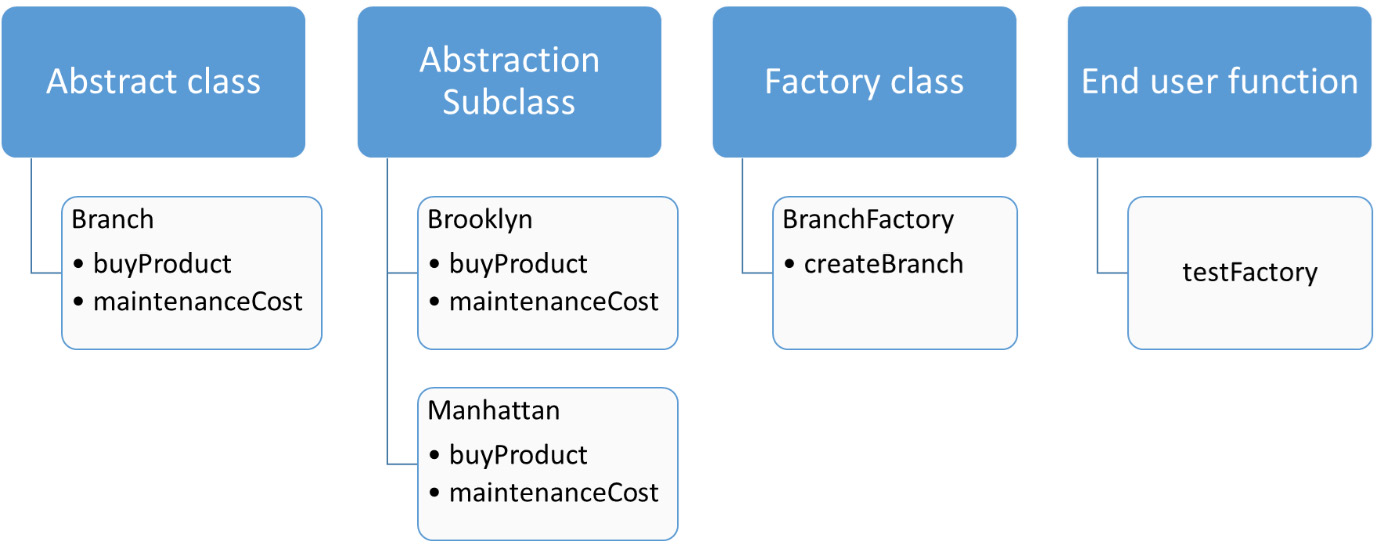 Abstract class
Branch
• buyProduct
• maintenanceCost
Abstraction
Subclass
Brooklyn
• buyProduct
• maintenanceCost
Manhattan
• buyProduct
• maintenanceCost
Factory class
BranchFactory
• createBranch
End user function
testFactory